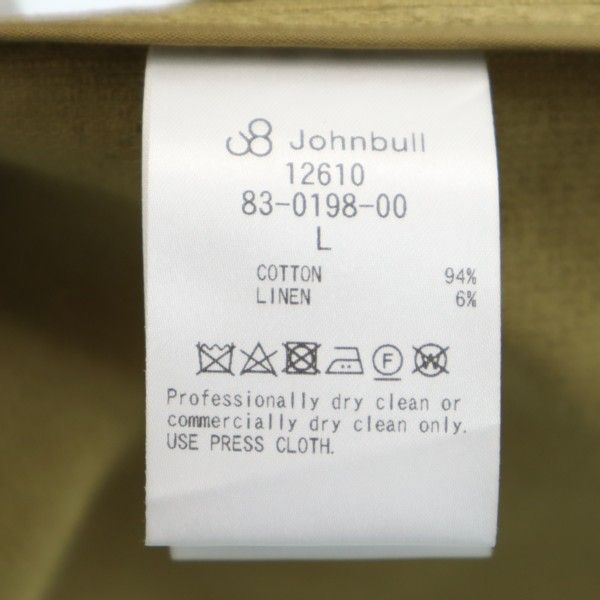 Johnbull
12610
83-0198-00
L
COTTON 94%
LINEN 6%
F W
Professionally dry clean or
commercially dry clean only.
USE PRESS CLOTH.